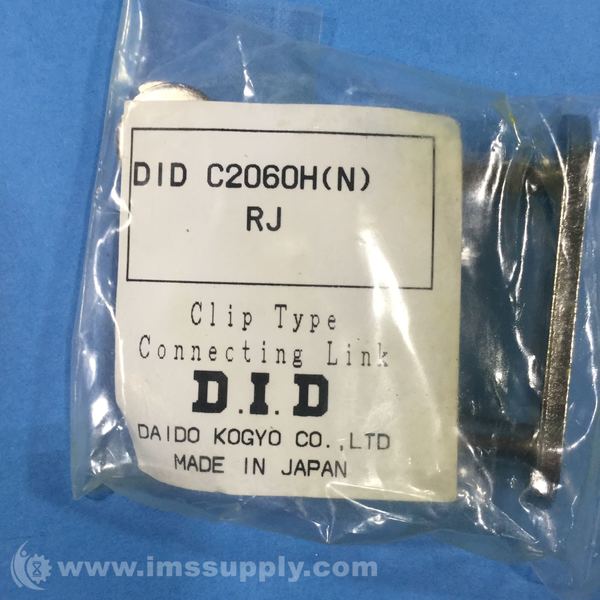 DID C2060H(N)
RJ
Clip Type
Connecting Link
D.I.D
DAIDO KOGYO CO.,LTD
MADE IN JAPAN
www.imssupply.com